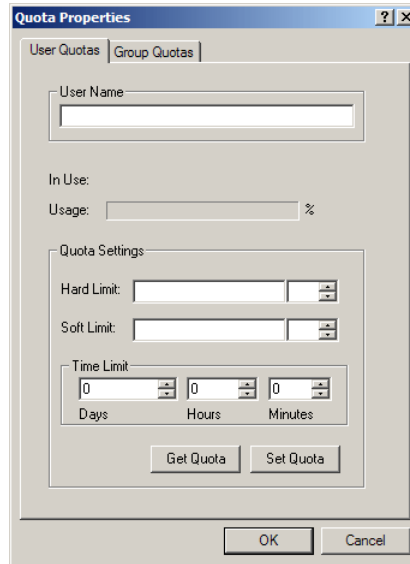 Quota Properties
User Quotas Group Quotas
User Name
In Use:
Usage: %
Quota Settings
Hard Limit:
Soft Limit:
Time Limit
0 0 0
Days Hours Minutes
Get Quota Set Quota
OK Cancel